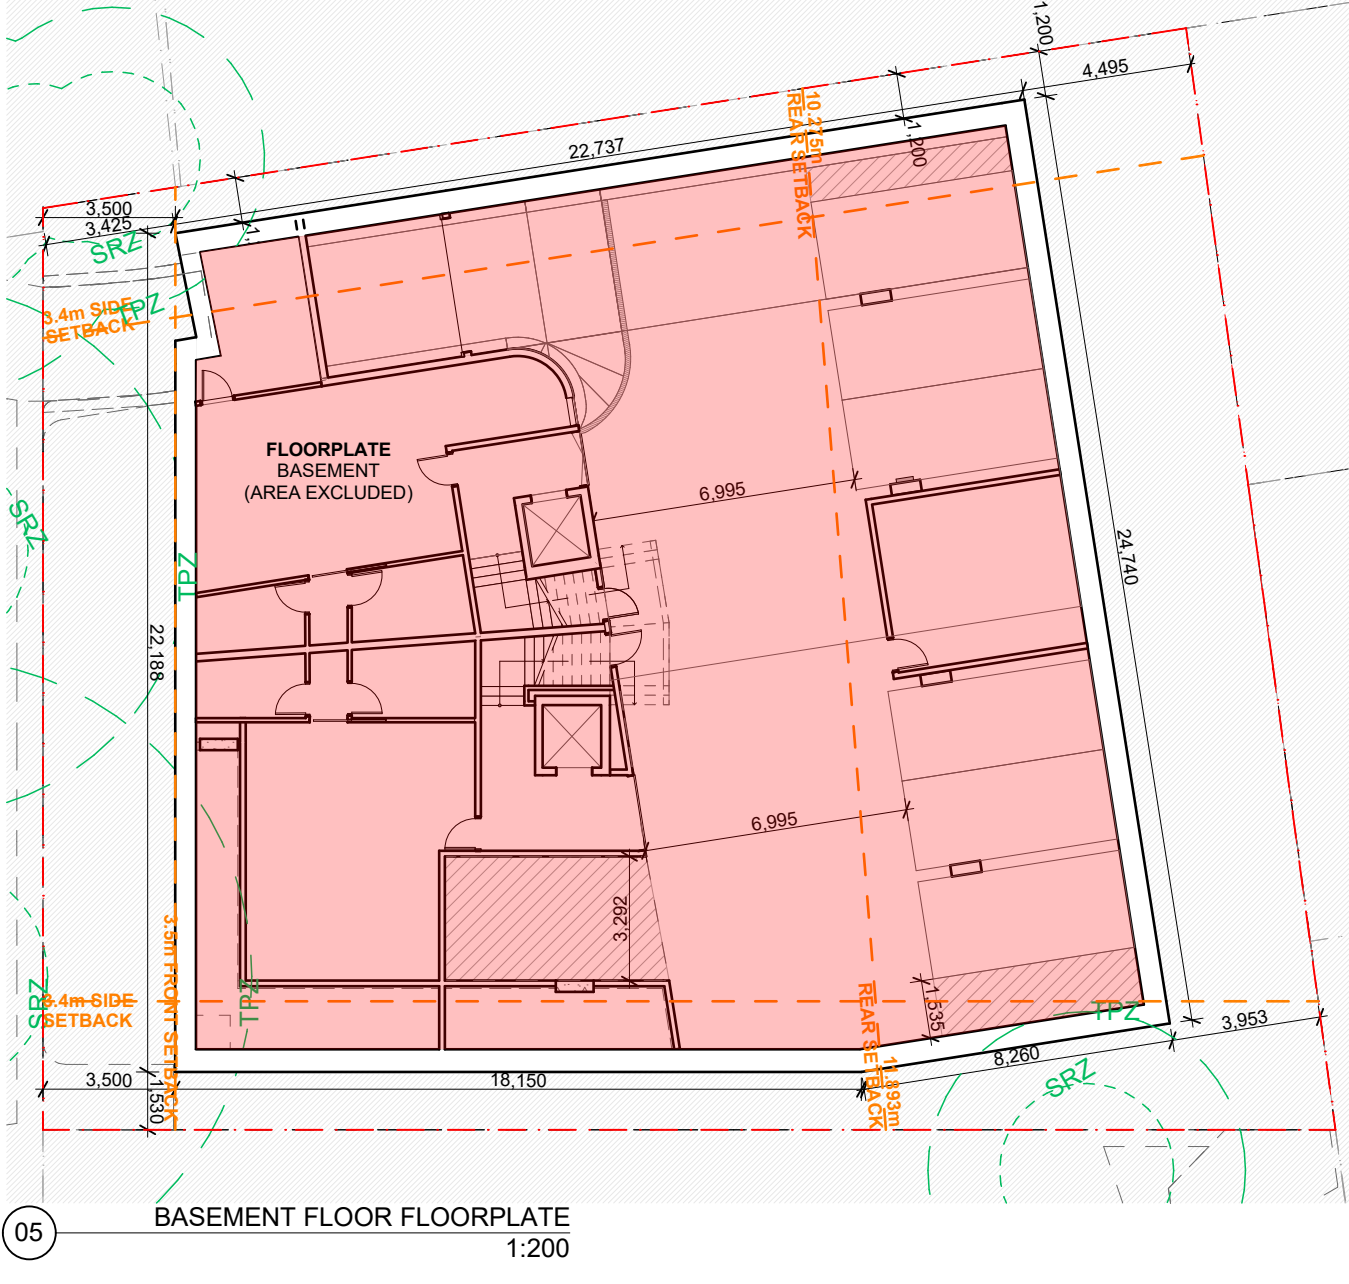 1,200
4,495
10.275m
REAR SETBACK
1,200
22,737
3,500
3,425
1,
SRZ
TPZ
3.4m SIDE
SETBACK
FLOORPLATE
BASEMENT
(AREA EXCLUDED)
6,995
SRZ
TPZ
24,740
22,188
6,995
3,292
3.5m FRONT SETBACK
SRZ
3.4m SIDE
SETBACK
TPZ
REAR SETBACK
11.893m
1,535
TPZ
3,953
8,260
SRZ
3,500
1,530
18,150
05
BASEMENT FLOOR FLOORPLATE
1:200